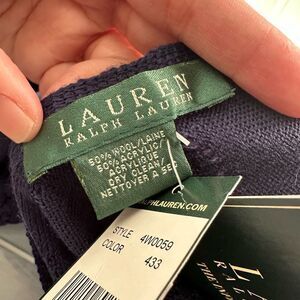 LAUREN
RALPH LAUREN
50% WOOL/LAINE
50% ACRYLIC/
ACRYLIQUE
DRY CLEAN/
NETTOYER A SEC
RALPHLAUREN.COM
STYLE 4W0059
COLOR 433